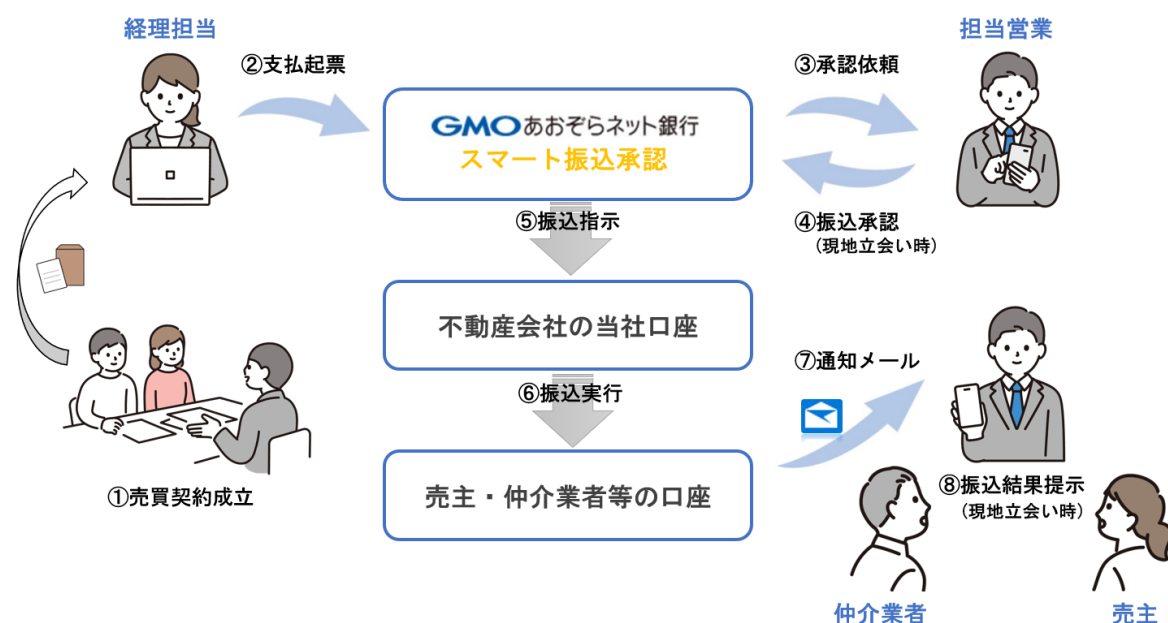 経理担当
担当営業
②支払起票
③承認依頼
GMOあおぞらネット銀行
スマート振込承認
④振込承認
(現地立会い時)
⑤振込指示
不動産会社の当社口座
⑥振込実行
⑦通知メール
売主・仲介業者等の口座
①売買契約成立
⑧振込結果提示
(現地立会い時)
仲介業者
売主